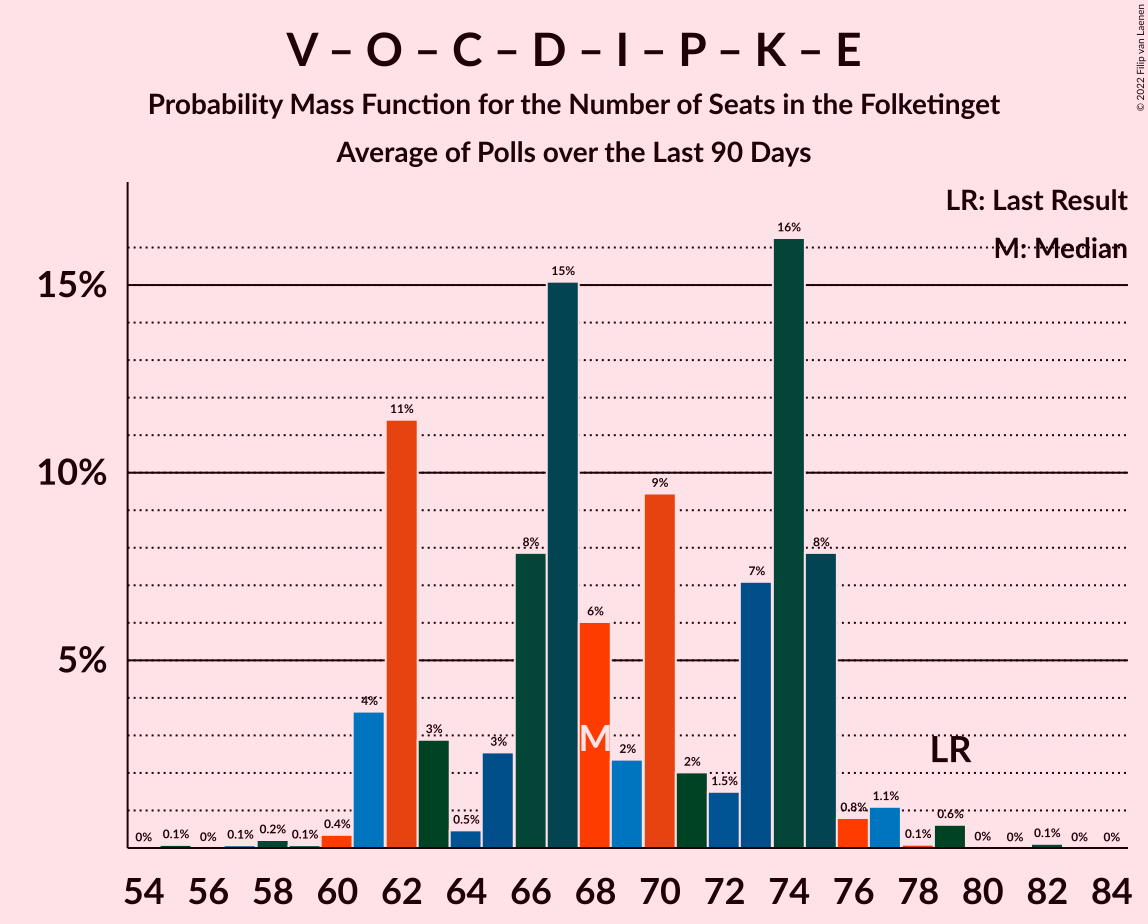 V – O – C – D – I – P – K – E
Probability Mass Function for the Number of Seats in the Folketinget
Average of Polls over the Last 90 Days
© 2022 Filip van Laenen
LR: Last Result
M: Median
15%
10%
5%
0% 0.1% 0% 0.1% 0.2% 0.1% 0.4% 4% 11% 3% 0.5% 3% 8% 15% 6% 2% 9% 2% 1.5% 7% 16% 8% 0.8% 1.1% 0.1% 0.6% 0% 0% 0.1% 0% 0%
M
LR
54 56 58 60 62 64 66 68 70 72 74 76 78 80 82 84